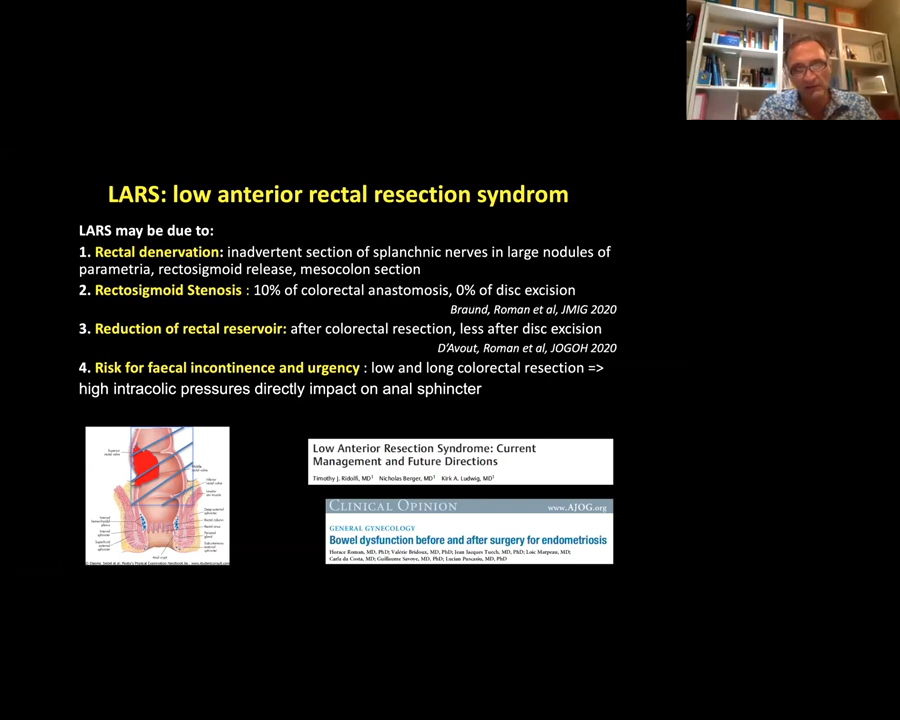 LARS: low anterior rectal resection syndrom
LARS may be due to:
1. Rectal denervation: inadvertent section of splanchnic nerves in large nodules of
parametria, rectosigmoid release, mesocolon section
2. Rectosigmoid Stenosis : 10% of colorectal anastomosis, 0% of disc excision
Braund, Roman et al, JMIG 2020
3. Reduction of rectal reservoir: after colorectal resection, less after disc excision
D’Avout, Roman et al, JOGOH 2020
4. Risk for faecal incontinence and urgency : low and long colorectal resection =>
high intracolic pressures directly impact on anal sphincter
Low Anterior Resection Syndrome: Current
Management and Future Directions
Timothy J. Ridolfi, MD¹ Nicholas Berger, MD¹ Kirk A. Ludwig, MD¹
CLINICAL OPINION
www.AJOG.org
GENERAL GYNECOLOGY
Bowel dysfunction before and after surgery for endometriosis
Horace Roman, MD, PhD; Valérie Bridoux, MD, PhD; Jean Jacques Tuech, MD, PhD; Loïc Marpeau, MD;
Carla da Costa, MD; Guillaume Savoye, MD, PhD; Lucian Puscasiu, MD, PhD